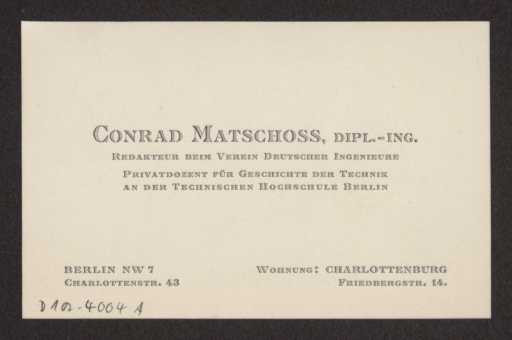 CONRAD MATSCHOSS, DIPL.-ING.
REDAKTEUR BEIM VEREIN DEUTSCHER INGENIEURE
PRIVATDOZENT FÜR GESCHICHTE DER TECHNIK
AN DER TECHNISCHEN HOCHSCHULE BERLIN
BERLIN NW 7
CHARLOTTENSTR. 43
WOHNUNG: CHARLOTTENBURG
FRIEDBERGSTR. 14.
D 102-4004 A